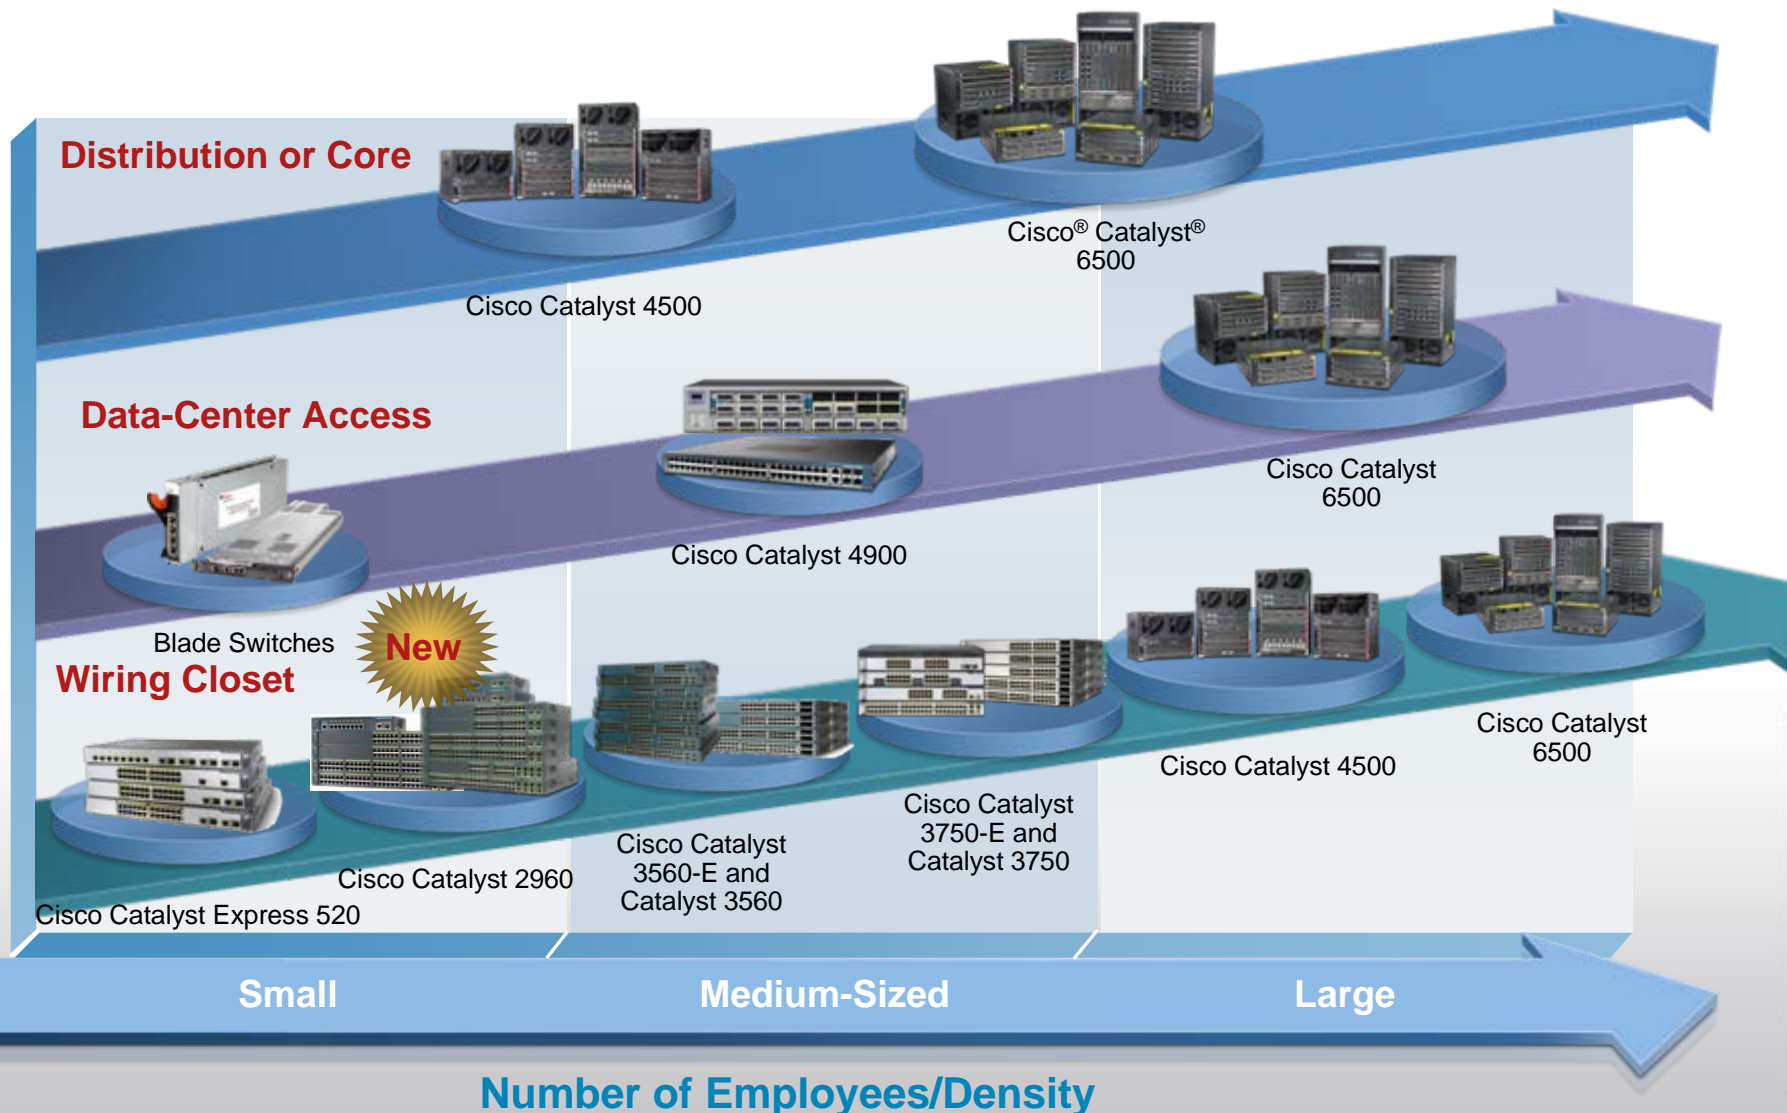 Distribution or Core
Cisco® Catalyst®
6500
Cisco Catalyst 4500
Data-Center Access
Cisco Catalyst
6500
Cisco Catalyst 4900
Blade Switches
New
Wiring Closet
Cisco Catalyst
6500
Cisco Catalyst 4500
Cisco Catalyst
3750-E and
Catalyst 3750
Cisco Catalyst
3560-E and
Catalyst 3560
Cisco Catalyst 2960
Cisco Catalyst Express 520
Small
Medium-Sized
Large
Number of Employees/Density